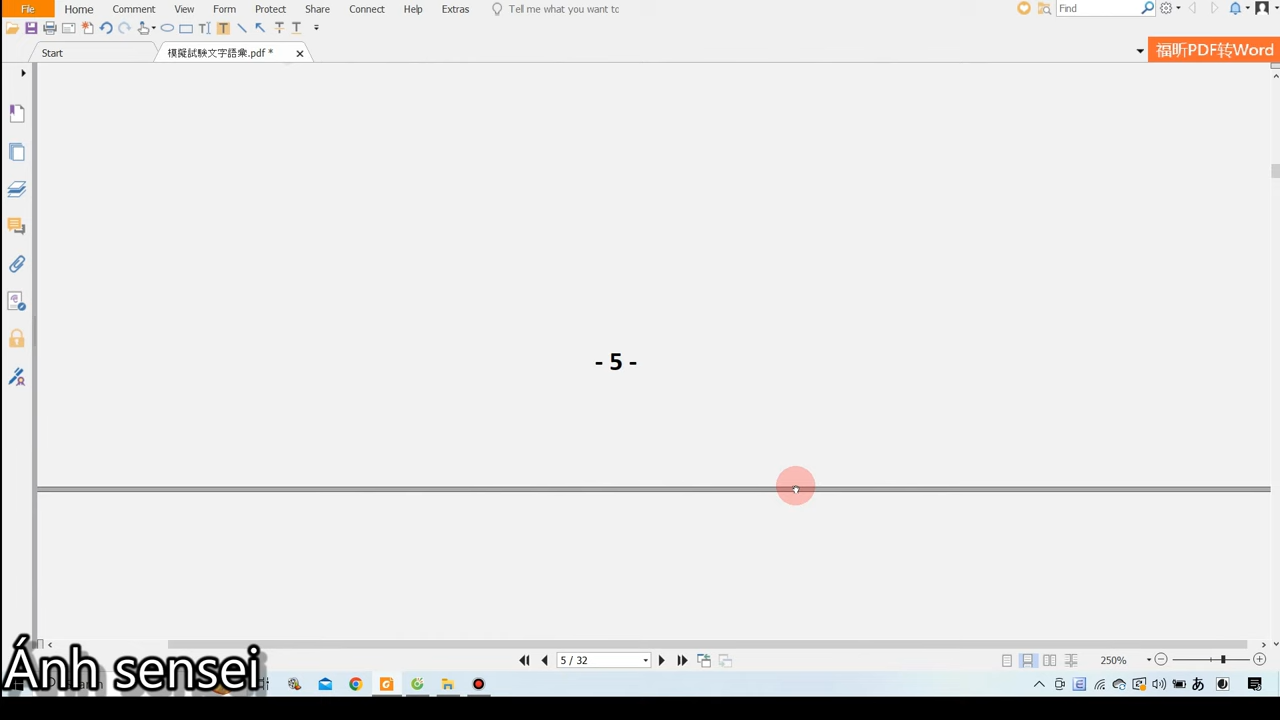 File Home Comment View Form Protect Share Connect Help Extras Tell me what you want to Find
Start 模擬試験文字語彙.pdf * 福昕PDF转Word
- 5 -
5 / 32 250%
Ánh sensei
あ